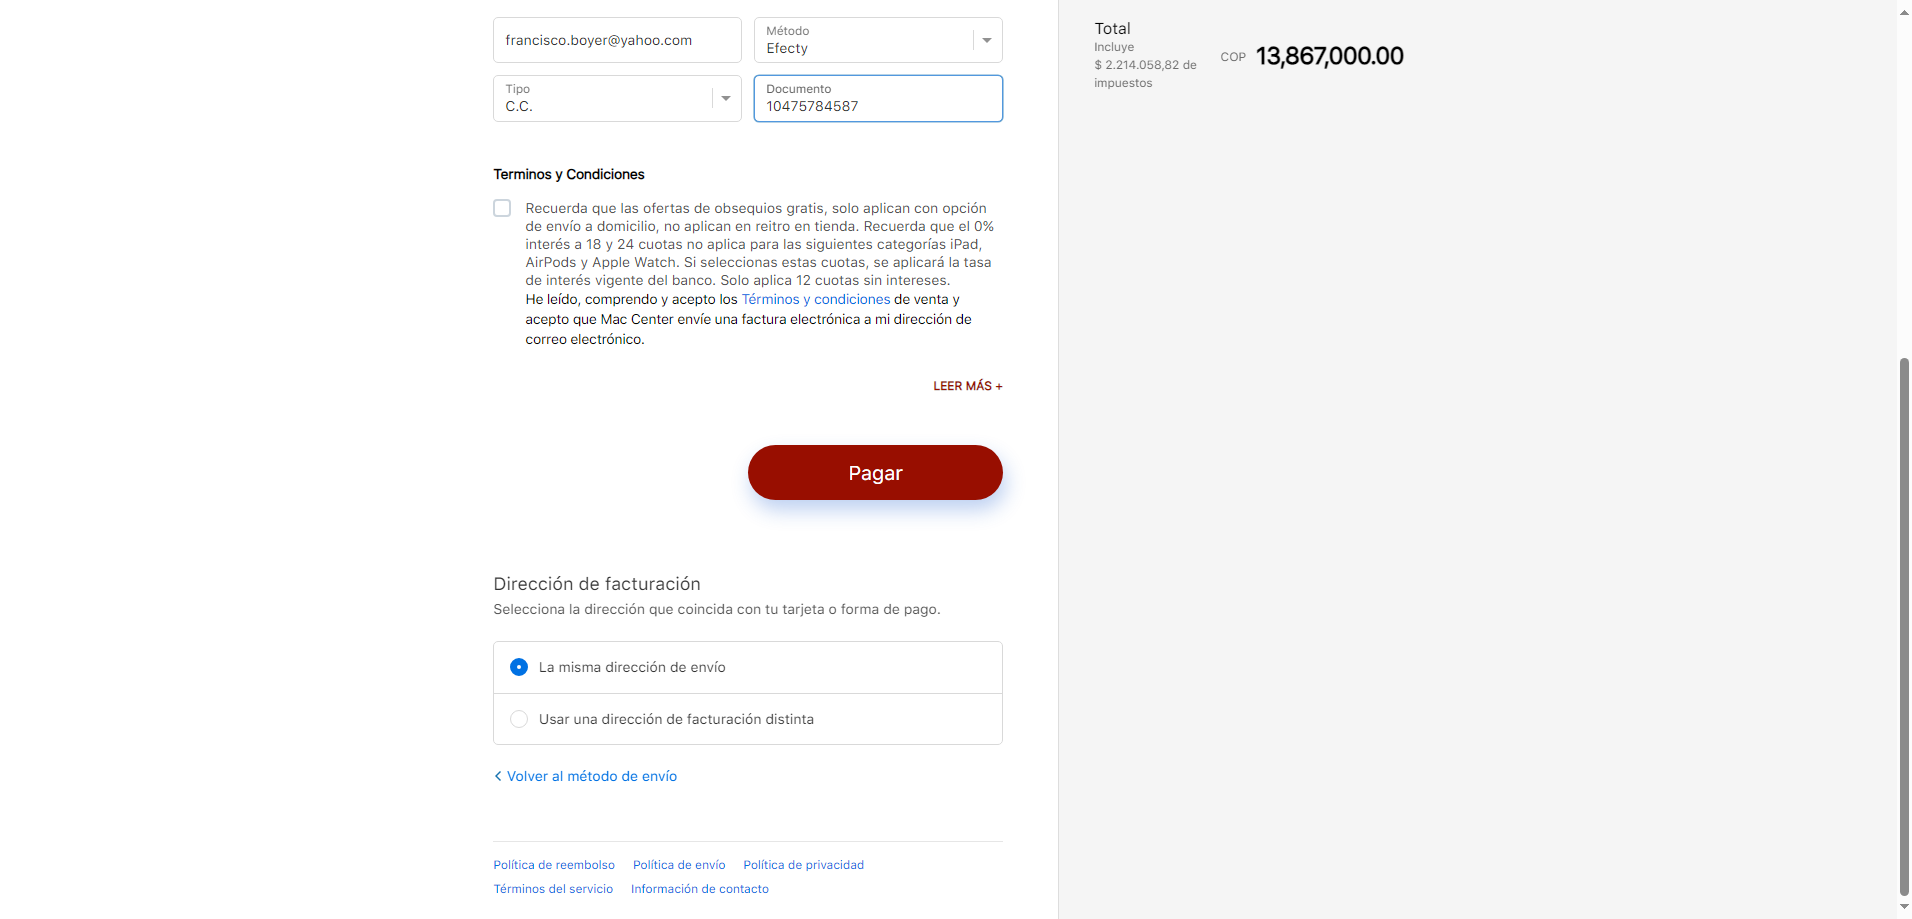 francisco.boyer@yahoo.com
Método
Efecty
Tipo
C.C.
Documento
10475784587
Terminos y Condiciones
Recuerda que las ofertas de obsequios gratis, solo aplican con opción
de envío a domicilio, no aplican en reitro en tienda. Recuerda que el 0%
interés a 18 y 24 cuotas no aplica para las siguientes categorías iPad,
AirPods y Apple Watch. Si seleccionas estas cuotas, se aplicará la tasa
de interés vigente del banco. Solo aplica 12 cuotas sin intereses.
He leído, comprendo y acepto los Términos y condiciones de venta y
acepto que Mac Center envíe una factura electrónica a mi dirección de
correo electrónico.
LEER MÁS +
Pagar
Dirección de facturación
Selecciona la dirección que coincida con tu tarjeta o forma de pago.
La misma dirección de envío
Usar una dirección de facturación distinta
Volver al método de envío
Política de reembolso Política de envío Política de privacidad
Términos del servicio Información de contacto
Total
Incluye
$ 2.214.058,82 de
impuestos
COP 13,867,000.00